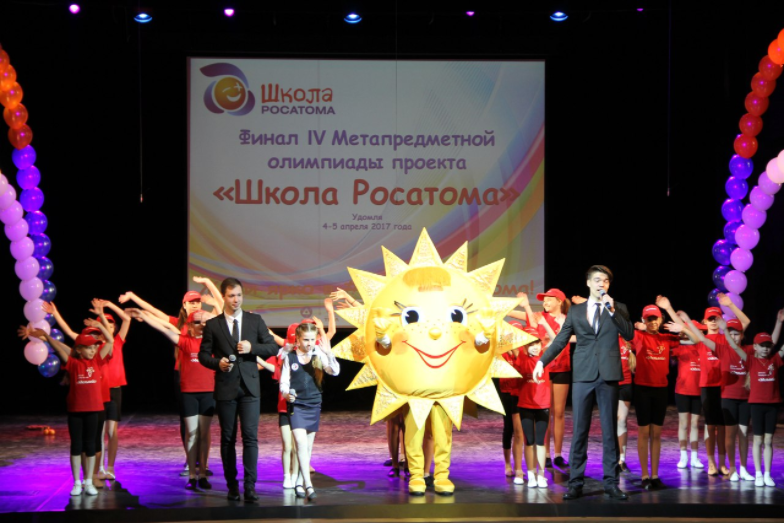 Школа
РОСАТОМА
Финал IV Метапредметной
олимпиады проекта
«Школа Росатома»
Удомля
4-5 апреля 2017 года